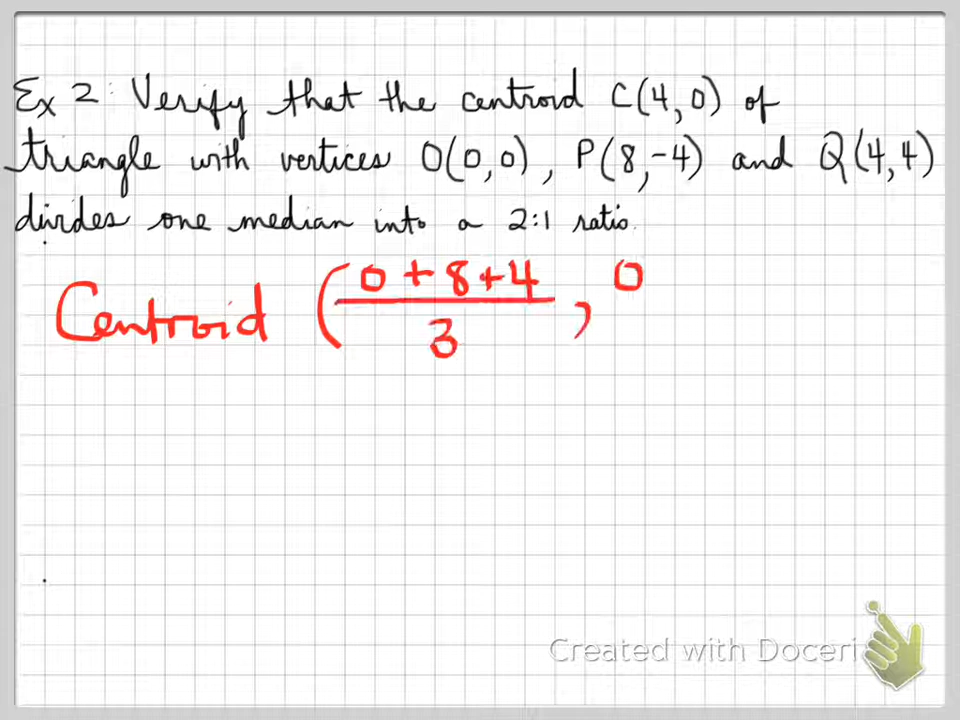 Ex 2: Verify that the centroid C(4,0) of
triangle with vertices O(0,0), P(8,-4) and Q(4,4)
divides one median into a 2:1 ratio.
Centroid (0+8+4/3, 0
Created with Doceri